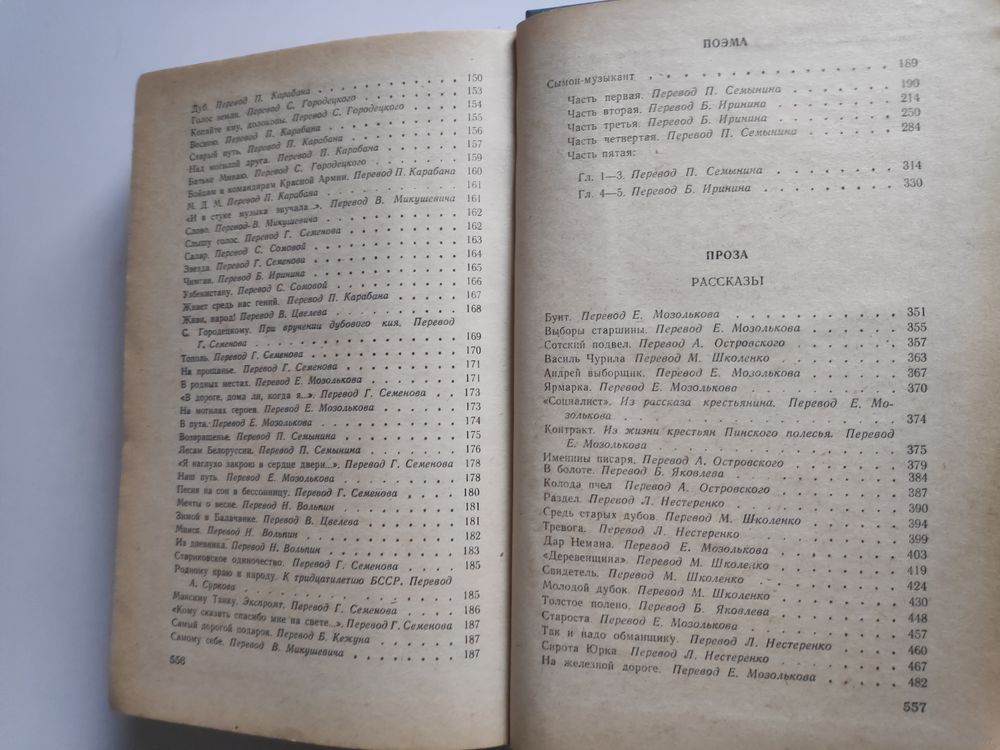 Дуб. Перевод П. Карабана 150
Голос земли. Перевод С. Городецкого 153
Копайте яму, долокопы. Перевод С. Городецкого 154
Весною. Перевод П. Карабана 155
Старый путь. Перевод П. Карабана 156
Над могилой друга. Перевод П. Карабана 157
Батьке Миваю. Перевод С. Городецкого 159
Бойцам и командирам Красной Армии. Перевод П. Карабана 160
М. Д. М. Перевод П. Карабана 161
«И в стуке музыка звучала...». Перевод В. Микушевича 161
Слово. Перевод В. Микушевича 162
Слышу голос. Перевод Г. Семенова 162
Салар. Перевод С. Сомовой 163
Звезда. Перевод Г. Семенова 164
Чимган. Перевод Б. Иринина 165
Узбекистану. Перевод С. Сомовой 166
Живет средь нас гений. Перевод П. Карабана 167
Живи, народ! Перевод В. Цвелева 168
С. Городецкому. При вручении дубового кия. Перевод
Г. Семенова 169
Тополь. Перевод Г. Семенова 170
На прощанье. Перевод Г. Семенова 171
В родных местах. Перевод Е. Мозолькова 171
«В дороге, дома ли, когда я...». Перевод Г. Семенова 173
На могилах героев. Перевод Е. Мозолькова 173
В пути. Перевод Е. Мозолькова 174
Возвращенье. Перевод П. Семынина 175
Лесам Белоруссии. Перевод П. Семынина 176
«Я наглухо закрою в сердце двери...». Перевод Г. Семенова 178
Наш путь. Перевод Е. Мозолькова 178
Песня на сон в бессонницу. Перевод Г. Семенова 180
Мечты о весне. Перевод Н. Вольпин 181
Зимой в Балачанке. Перевод В. Цвелева 181
Минск. Перевод Н. Вольпин 182
Из дневника. Перевод Н. Вольпин 183
Стариковское одиночество. Перевод Г. Семенова 185
Родному краю и народу. К тридцатилетию БССР. Перевод
А. Суркова 185
Максиму Танку. Экспромт. Перевод Г. Семенова 186
«Кому сказать спасибо мне на свете...». Перевод Г. Семенова 187
Самый дорогой подарок. Перевод Б. Кежуна 187
Самому себе. Перевод В. Микушевича 187
556
ПОЭМА
Сымон-музыкант 189
Часть первая. Перевод П. Семынина 190
Часть вторая. Перевод Б. Иринина 214
Часть третья. Перевод Б. Иринина 250
Часть четвертая. Перевод П. Семынина 284
Часть пятая:
Гл. 1—3. Перевод П. Семынина 314
Гл. 4—5. Перевод Б. Иринина 330
ПРОЗА
РАССКАЗЫ
Бунт. Перевод Е. Мозолькова 351
Выборы старшины. Перевод Е. Мозолькова 355
Сотский подвел. Перевод А. Островского 357
Василь Чурила Перевод М. Школенко 363
Андрей выборщик. Перевод Е. Мозолькова 367
Ярмарка. Перевод Е. Мозолькова 370
«Социалист». Из рассказа крестьянина. Перевод Е. Мо-
золькова 374
Контракт. Из жизни крестьян Пинского полесья. Перевод
Е. Мозолькова 375
Именины писаря. Перевод А. Островского 379
В болоте. Перевод Б. Яковлева 384
Колода пчел Перевод А. Островского 387
Раздел. Перевод Л. Нестеренко 390
Средь старых дубов. Перевод М. Школенко 394
Тревога. Перевод Л. Нестеренко 399
Дар Немана. Перевод Е. Мозолькова 403
«Деревенщина». Перевод М. Школенко 419
Свидетель. Перевод М. Школенко 424
Молодой дубок. Перевод М. Школенко 430
Толстое полено. Перевод Б. Яковлева 448
Староста. Перевод Е. Мозолькова 457
Так и надо обманщику. Перевод Л. Нестеренко 460
Сирота Юрка Перевод Л. Нестеренко 467
На железной дороге. Перевод Е. Мозолькова 482
557